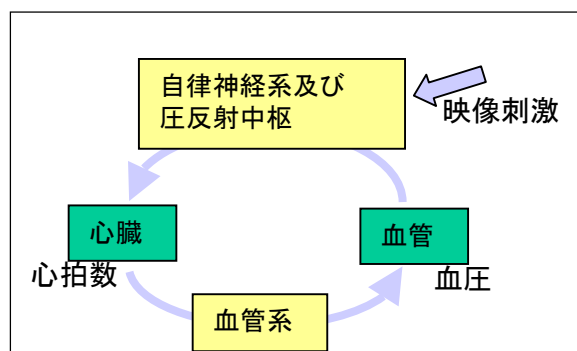 自律神経系及び
圧反射中枢
映像刺激
心臓
心拍数
血管
血圧
血管系